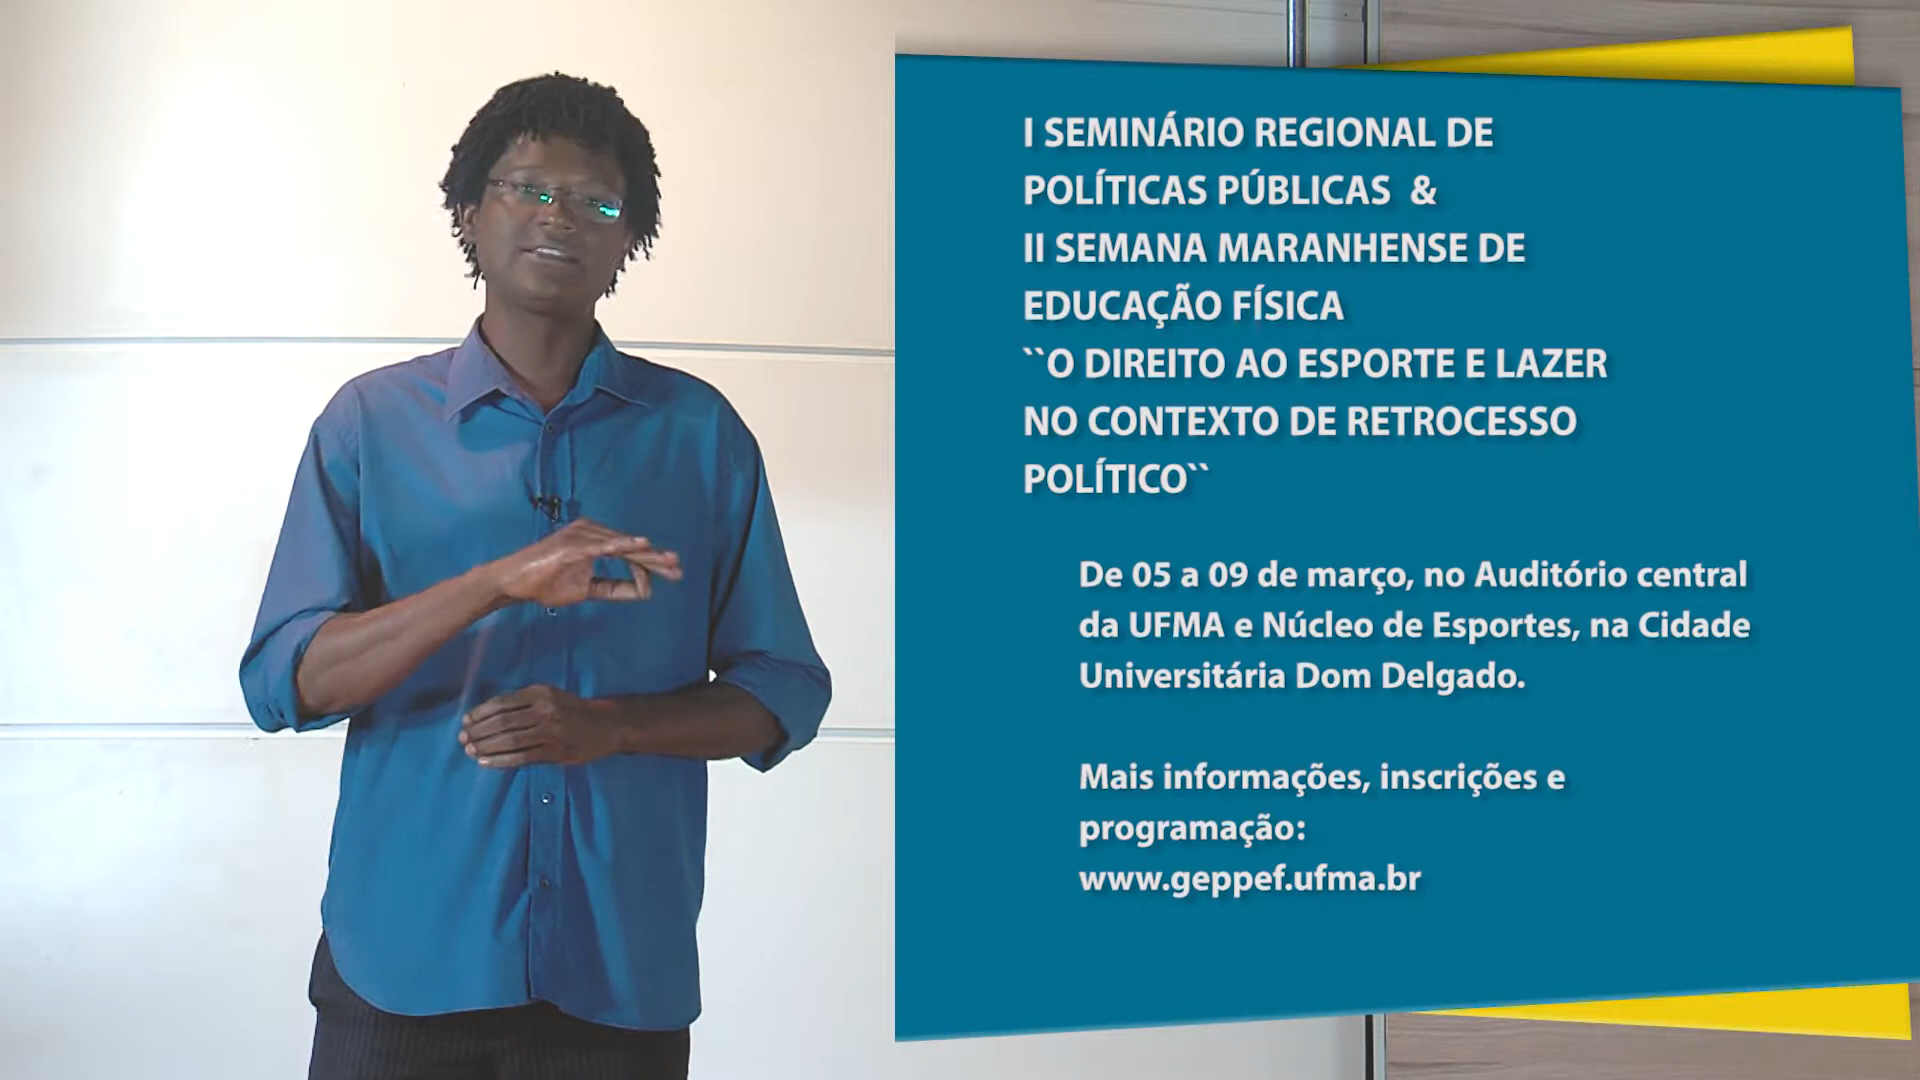 I SEMINÁRIO REGIONAL DE
POLÍTICAS PÚBLICAS &
II SEMANA MARANHENSE DE
EDUCAÇÃO FÍSICA
``O DIREITO AO ESPORTE E LAZER
NO CONTEXTO DE RETROCESSO
POLÍTICO``
De 05 a 09 de março, no Auditório central
da UFMA e Núcleo de Esportes, na Cidade
Universitária Dom Delgado.
Mais informações, inscrições e
programação:
www.geppef.ufma.br